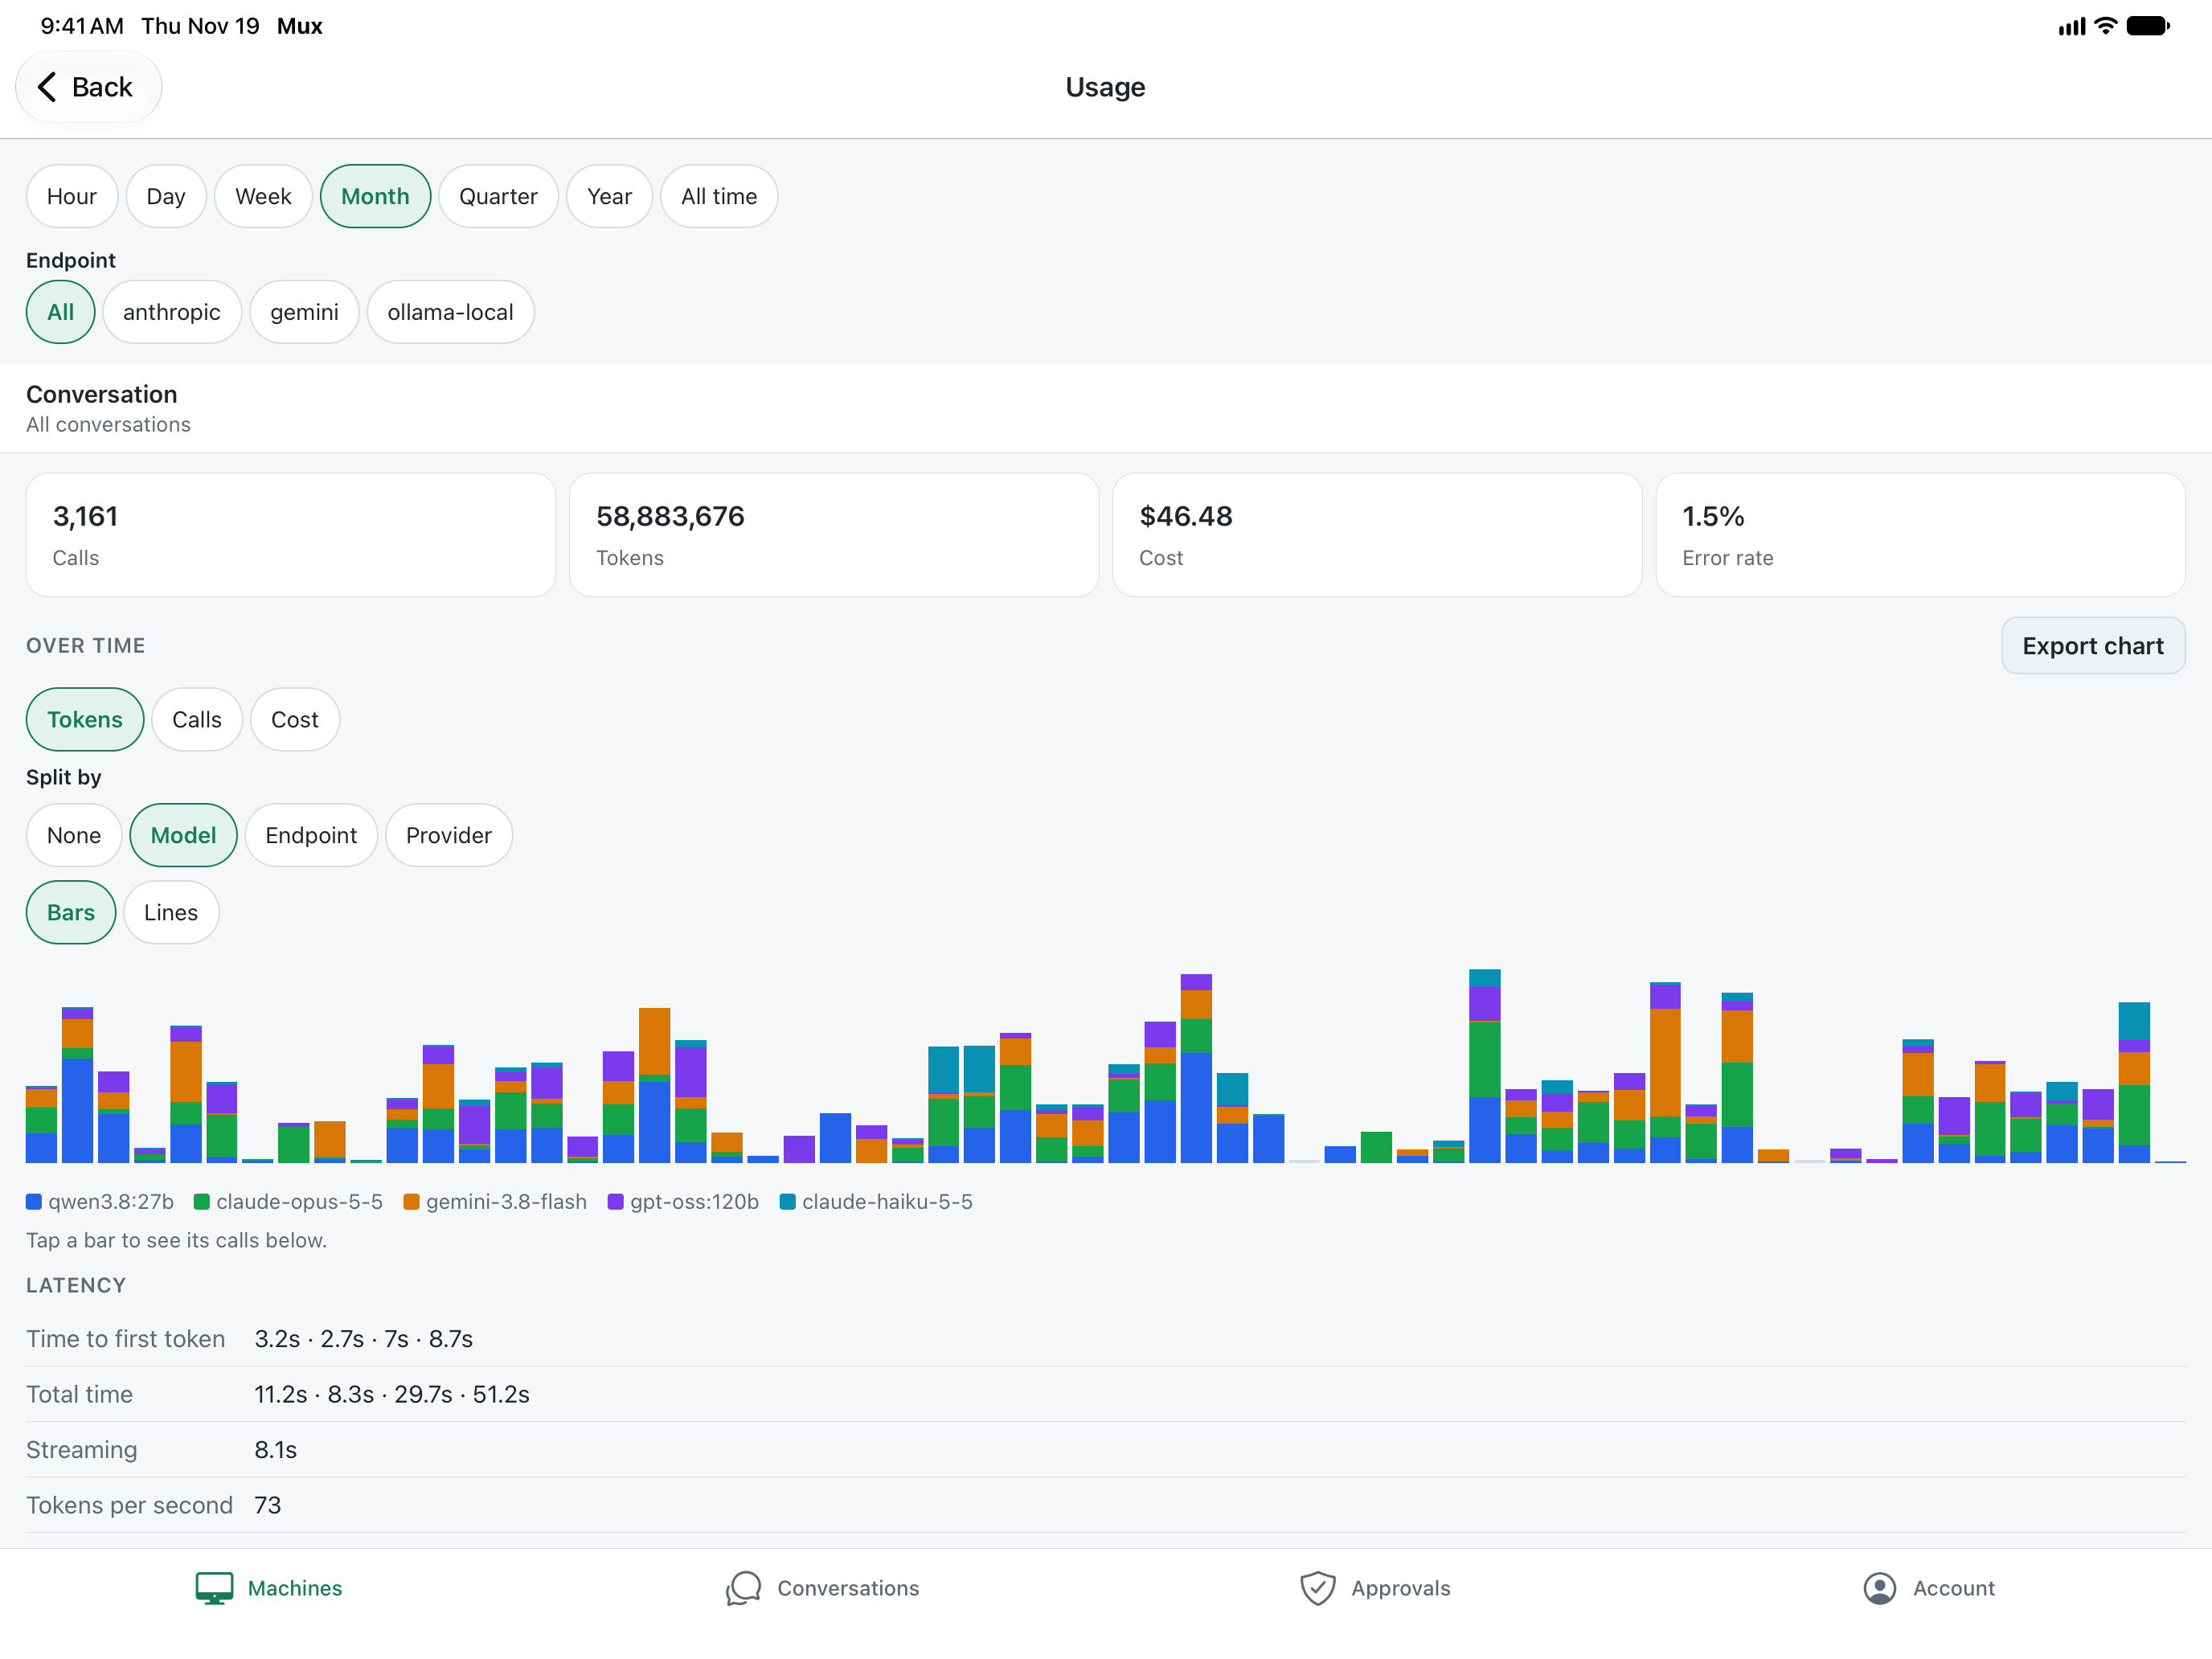 9:41 AM Thu Nov 19 Mux
Back
Usage
Hour Day Week Month Quarter Year All time
Endpoint
All anthropic gemini ollama-local
Conversation
All conversations
3,161 58,883,676 $46.48 1.5%
Calls Tokens Cost Error rate
OVER TIME Export chart
Tokens Calls Cost
Split by
None Model Endpoint Provider
Bars Lines
qwen3.8:27b claude-opus-5-5 gemini-3.8-flash gpt-oss:120b claude-haiku-5-5
Tap a bar to see its calls below.
LATENCY
Time to first token 3.2s · 2.7s · 7s · 8.7s
Total time 11.2s · 8.3s · 29.7s · 51.2s
Streaming 8.1s
Tokens per second 73
Machines Conversations Approvals Account